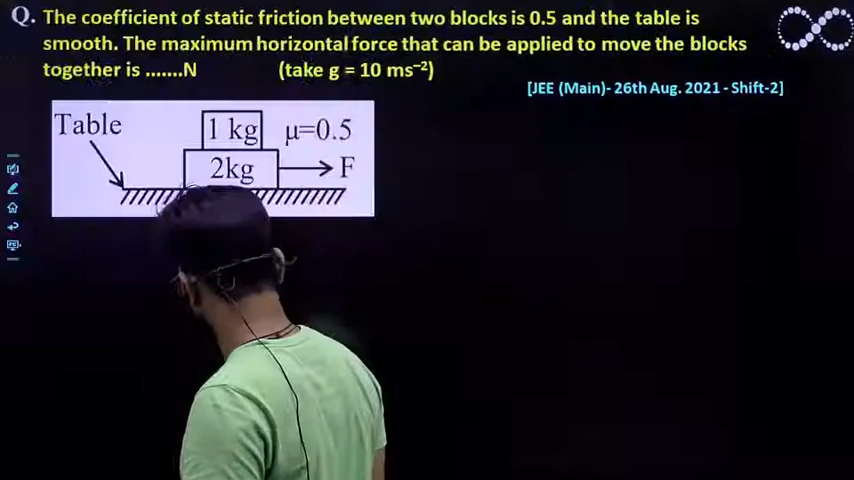 Q. The coefficient of static friction between two blocks is 0.5 and the table is
smooth. The maximum horizontal force that can be applied to move the blocks
together is .......N (take g = 10 ms⁻²)
[JEE (Main)- 26th Aug. 2021 - Shift-2]
Table
1 kg μ=0.5
2kg F